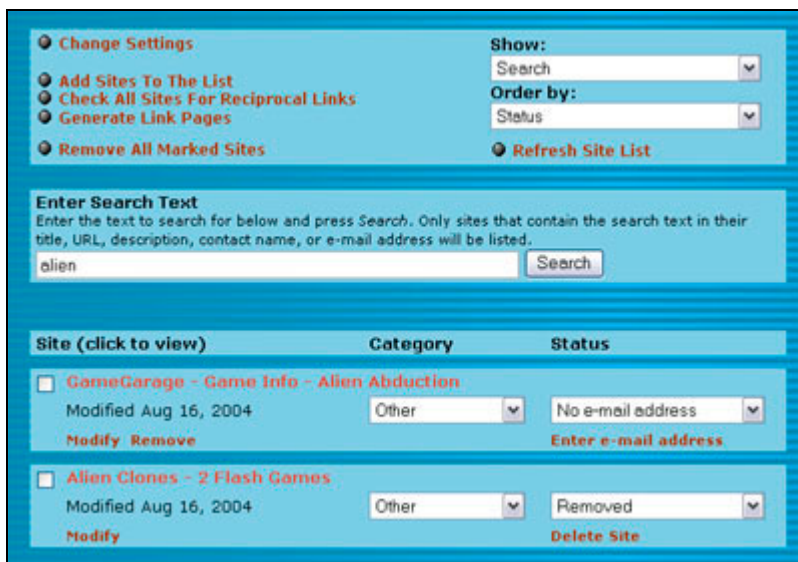 Change Settings
Add Sites To The List
Check All Sites For Reciprocal Links
Generate Link Pages
Remove All Marked Sites
Show:
Search
Order by:
Status
Refresh Site List
Enter Search Text
Enter the text to search for below and press Search. Only sites that contain the search text in their
title, URL, description, contact name, or e-mail address will be listed.
alien Search
Site (click to view) Category Status
GameGarage - Game Info - Alien Abduction
Modified Aug 16, 2004 Other No e-mail address
Modify Remove Enter e-mail address
Alien Clones - 2 Flash Games
Modified Aug 16, 2004 Other Removed
Modify Delete Site